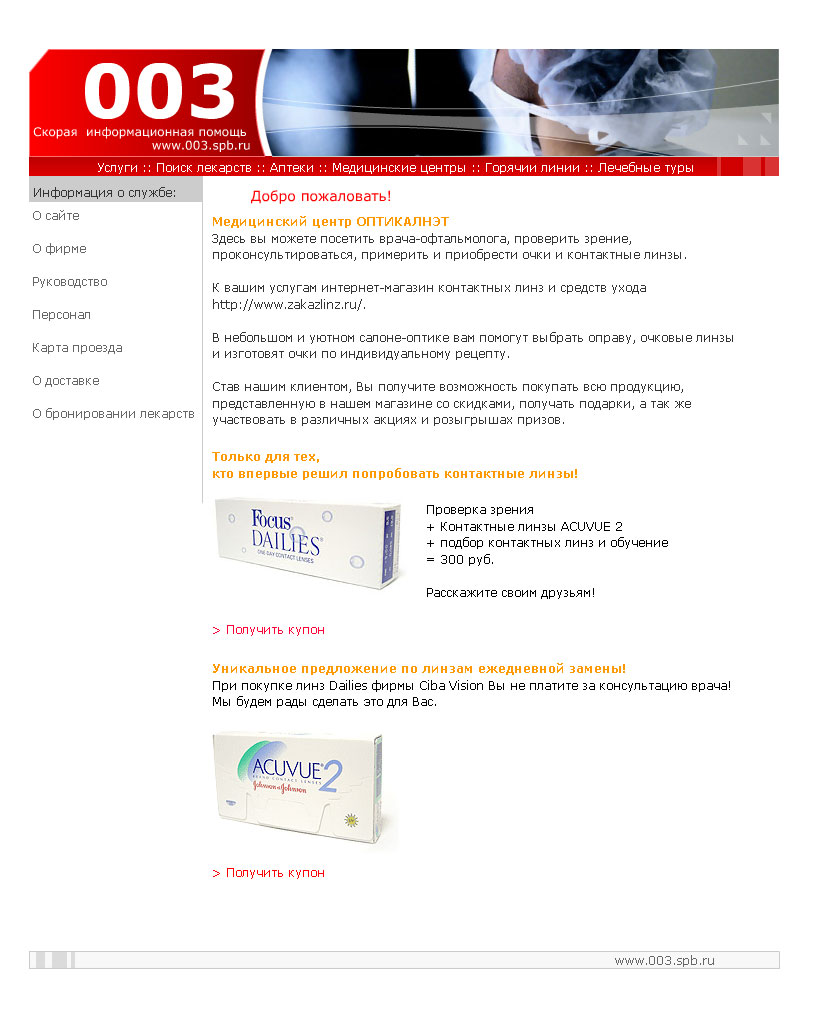 003
Скорая информационная помощь
www.003.spb.ru
Услуги :: Поиск лекарств :: Аптеки :: Медицинские центры :: Горячии линии :: Лечебные туры
Информация о службе:
О сайте
О фирме
Руководство
Персонал
Карта проезда
О доставке
О бронировании лекарств
Добро пожаловать!
Медицинский центр ОПТИКАЛНЭТ
Здесь вы можете посетить врача-офтальмолога, проверить зрение,
проконсультироваться, примерить и приобрести очки и контактные линзы.
К вашим услугам интернет-магазин контактных линз и средств ухода
http://www.zakazlinz.ru/.
В небольшом и уютном салоне-оптике вам помогут выбрать оправу, очковые линзы
и изготовят очки по индивидуальному рецепту.
Став нашим клиентом, Вы получите возможность покупать всю продукцию,
представленную в нашем магазине со скидками, получать подарки, а так же
участвовать в различных акциях и розыгрышах призов.
Только для тех,
кто впервые решил попробовать контактные линзы!
Focus
DAILIES
ONE DAY CONTACT LENSES
Проверка зрения
+ Контактные линзы ACUVUE 2
+ подбор контактных линз и обучение
= 300 руб.
Расскажите своим друзьям!
> Получить купон
Уникальное предложение по линзам ежедневной замены!
При покупке линз Dailies фирмы Ciba Vision Вы не платите за консультацию врача!
Мы будем рады сделать это для Вас.
ACUVUE 2
BRAND CONTACT LENSES
Johnson & Johnson
> Получить купон
www.003.spb.ru